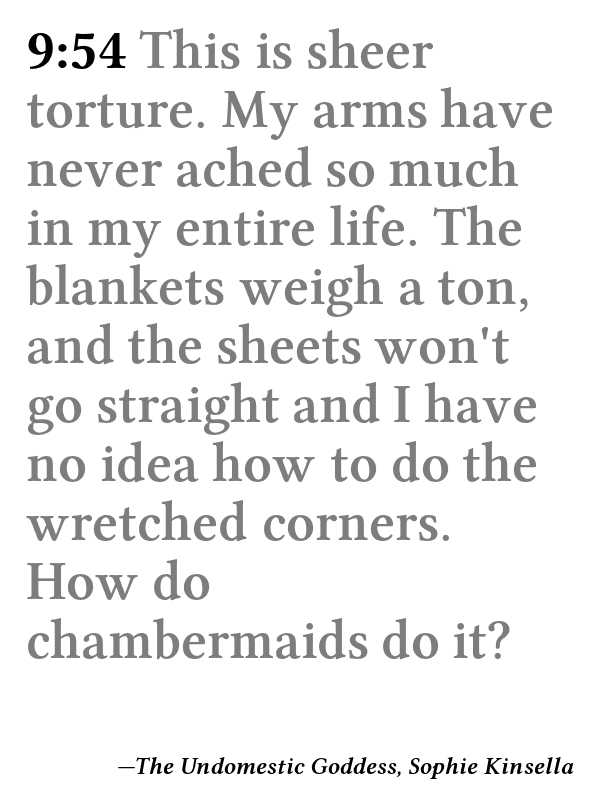 9:54 This is sheer
torture. My arms have
never ached so much
in my entire life. The
blankets weigh a ton,
and the sheets won't
go straight and I have
no idea how to do the
wretched corners.
How do
chambermaids do it?
—The Undomestic Goddess, Sophie Kinsella